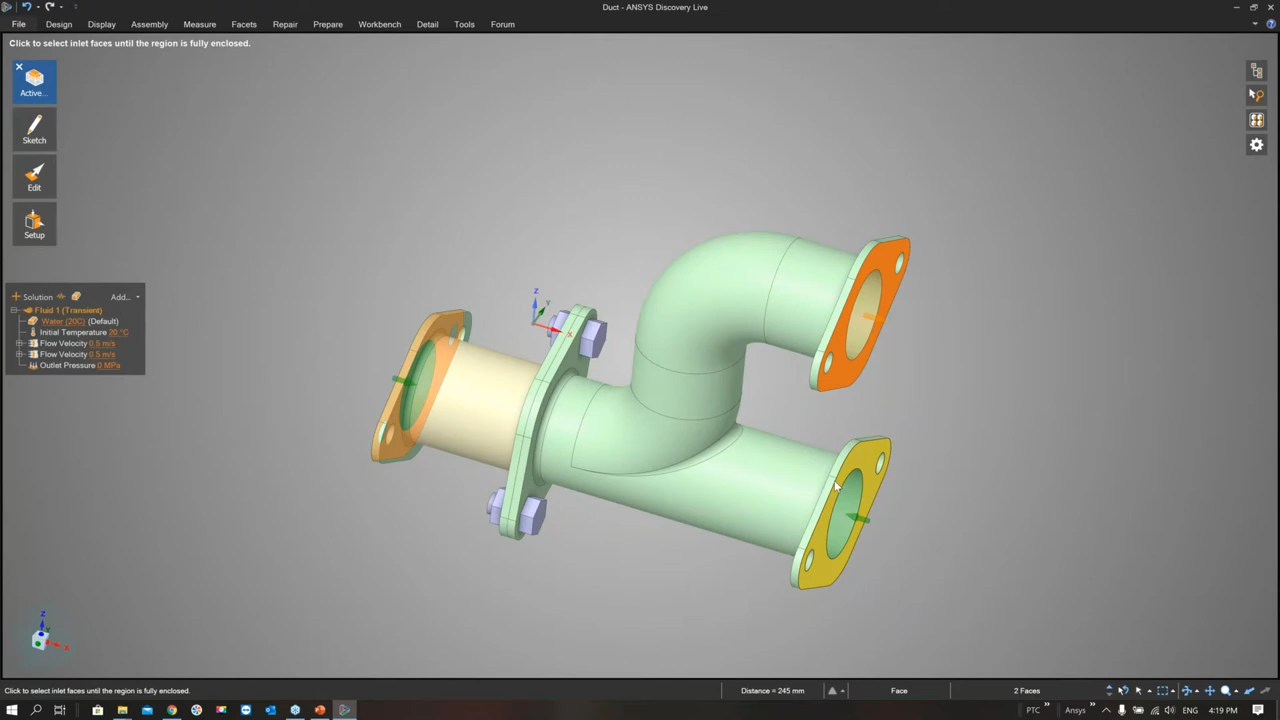 Duct - ANSYS Discovery Live
File Design Display Assembly Measure Facets Repair Prepare Workbench Detail Tools Forum
Click to select inlet faces until the region is fully enclosed.
Active...
Sketch
Edit
Setup
Solution Add...
Fluid 1 (Transient)
Water (20C) (Default)
Initial Temperature 20 °C
Flow Velocity 0.5 m/s
Flow Velocity 0.5 m/s
Outlet Pressure 0 MPa
Z
Y
X
Z
Y
X
Click to select inlet faces until the region is fully enclosed. Distance = 245 mm Face 2 Faces
PTC » Ansys » ENG 4:19 PM